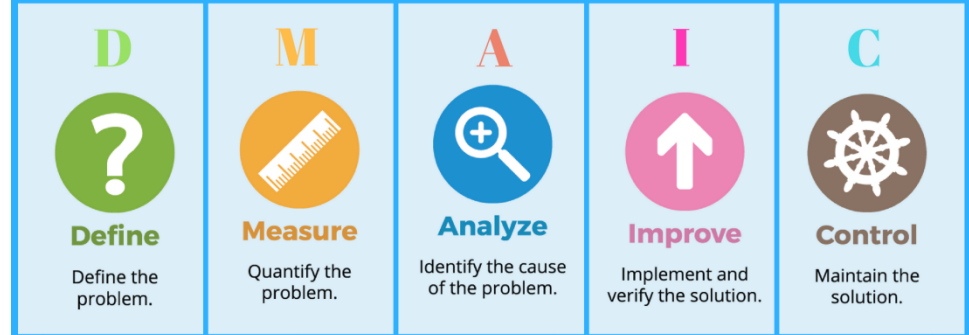 D
M
A
I
C
Define
Define the
problem.
Measure
Quantify the
problem.
Analyze
Identify the cause
of the problem.
Improve
Implement and
verify the solution.
Control
Maintain the
solution.